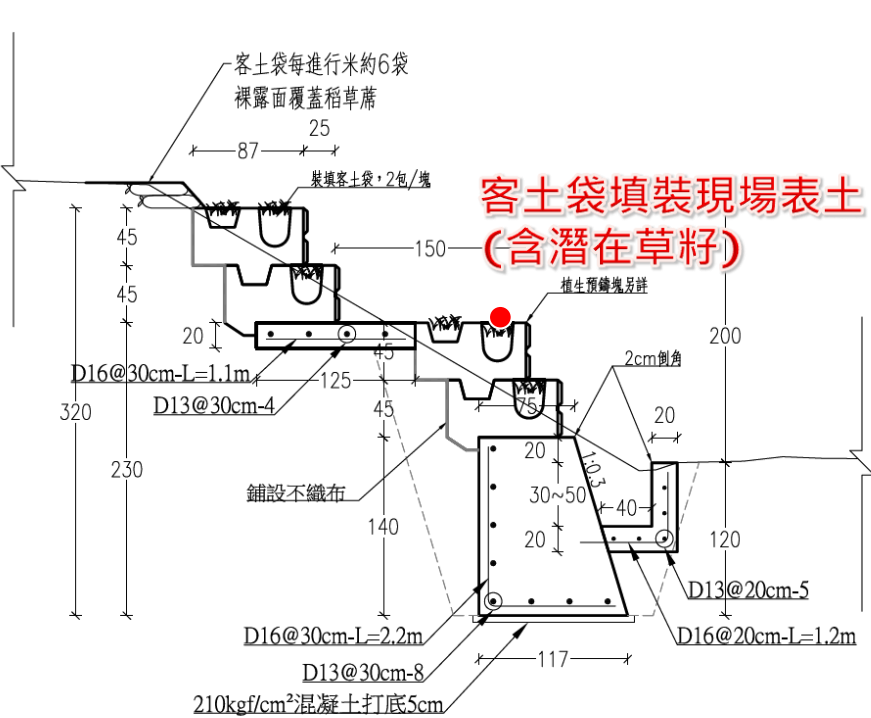 客土袋每進行米約6袋
裸露面覆蓋稻草蓆
25
87
裝填客土袋，2包/塊
客土袋填裝現場表土
(含潛在草籽)
45
150
植生預鑄塊另詳
45
20
45
200
2cm倒角
D16@30cm-L=1.1m
125
D13@30cm-4
75
45
20
320
20
1:0.3
230
鋪設不織布
30~50
40
140
20
120
D13@20cm-5
D16@30cm-L=2.2m
D16@20cm-L=1.2m
117
D13@30cm-8
210kgf/cm²混凝土打底5cm